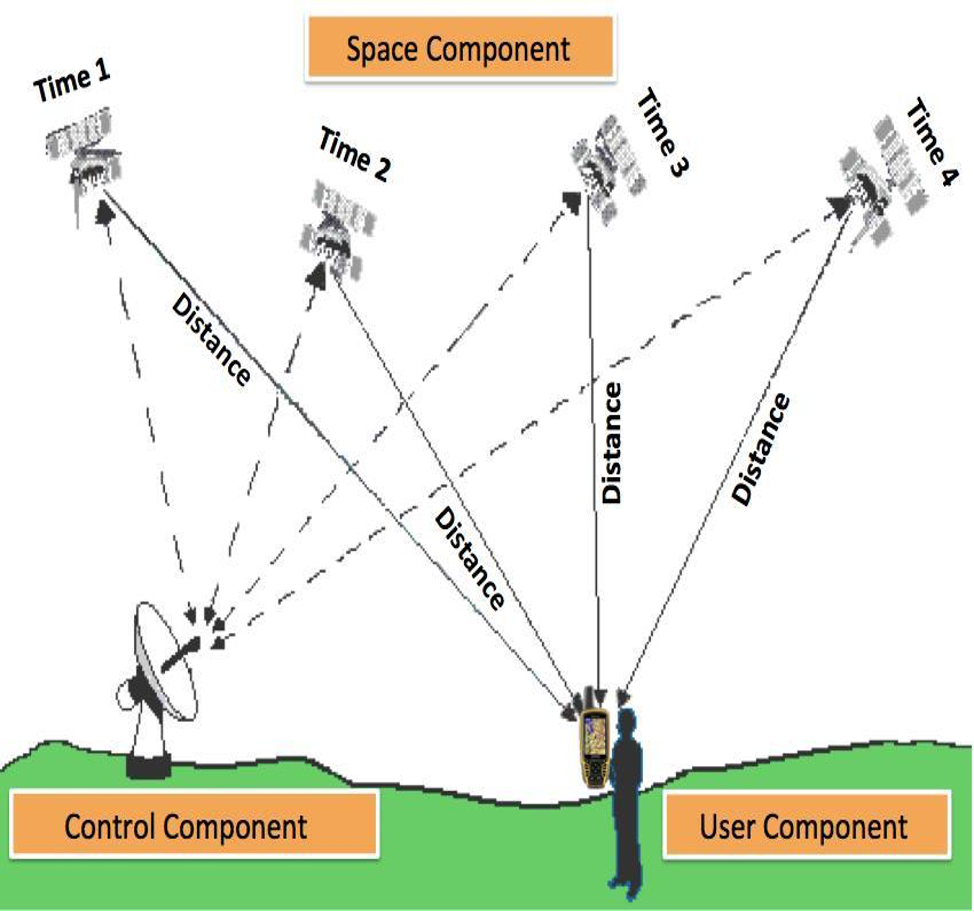 Space Component
Time 1
Time 2
Time 3
Time 4
Distance
Distance
Distance
Distance
Control Component
User Component